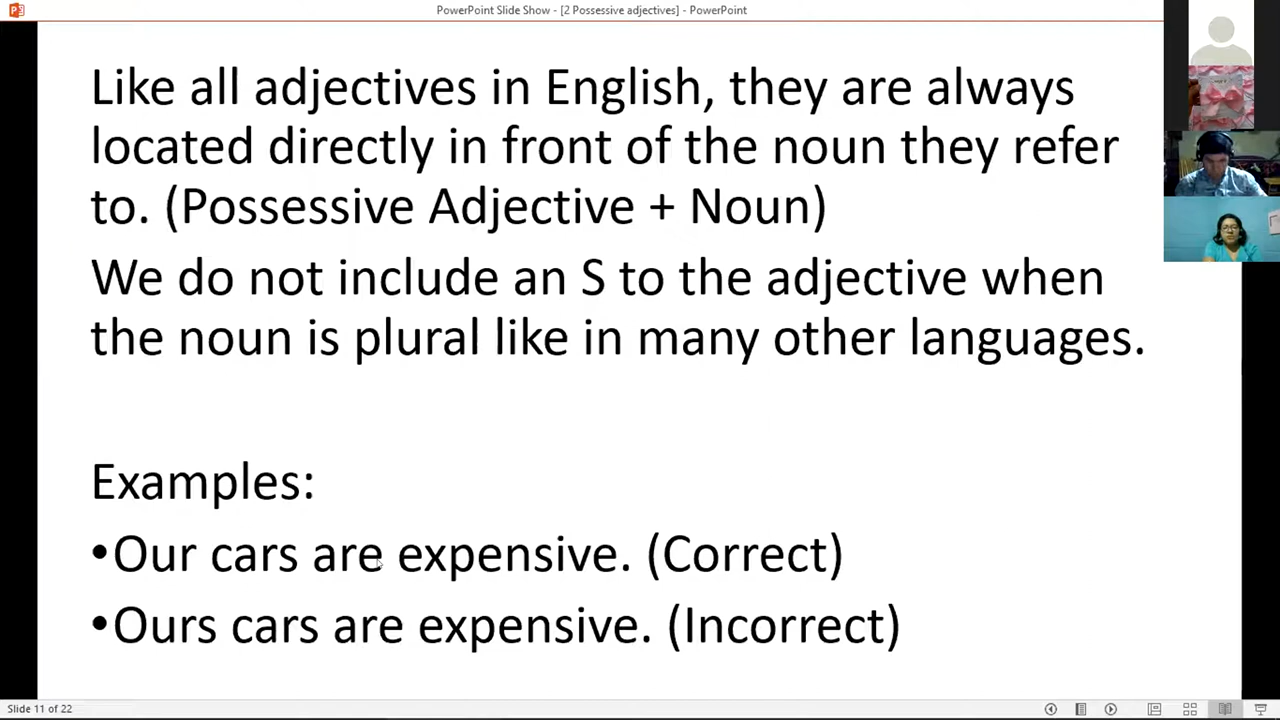 PowerPoint Slide Show - [2 Possessive adjectives] - PowerPoint
Like all adjectives in English, they are always
located directly in front of the noun they refer
to. (Possessive Adjective + Noun)
We do not include an S to the adjective when
the noun is plural like in many other languages.
Examples:
•Our cars are expensive. (Correct)
•Ours cars are expensive. (Incorrect)
Slide 11 of 22